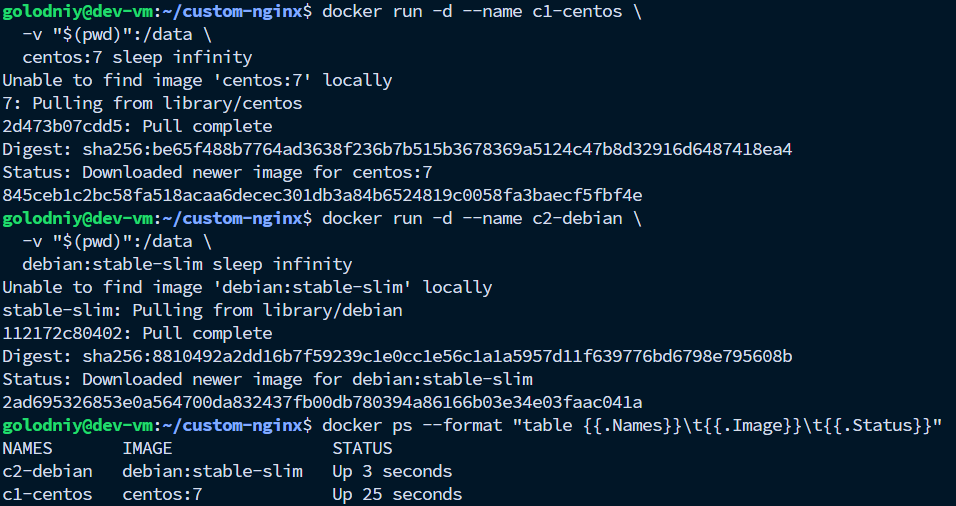 golodniy@dev-vm:~/custom-nginx$ docker run -d --name c1-centos \
  -v "$(pwd)":/data \
  centos:7 sleep infinity
Unable to find image 'centos:7' locally
7: Pulling from library/centos
2d473b07cdd5: Pull complete
Digest: sha256:be65f488b7764ad3638f236b7b515b3678369a5124c47b8d32916d6487418ea4
Status: Downloaded newer image for centos:7
845ceb1c2bc58fa518acaa6decec301db3a84b6524819c0058fa3baecf5fbf4e
golodniy@dev-vm:~/custom-nginx$ docker run -d --name c2-debian \
  -v "$(pwd)":/data \
  debian:stable-slim sleep infinity
Unable to find image 'debian:stable-slim' locally
stable-slim: Pulling from library/debian
112172c80402: Pull complete
Digest: sha256:8810492a2dd16b7f59239c1e0cc1e56c1a1a5957d11f639776bd6798e795608b
Status: Downloaded newer image for debian:stable-slim
2ad695326853e0a564700da832437fb00db780394a86166b03e34e03faac041a
golodniy@dev-vm:~/custom-nginx$ docker ps --format "table {{.Names}}\t{{.Image}}\t{{.Status}}"
NAMES       IMAGE                STATUS
c2-debian   debian:stable-slim   Up 3 seconds
c1-centos   centos:7             Up 25 seconds